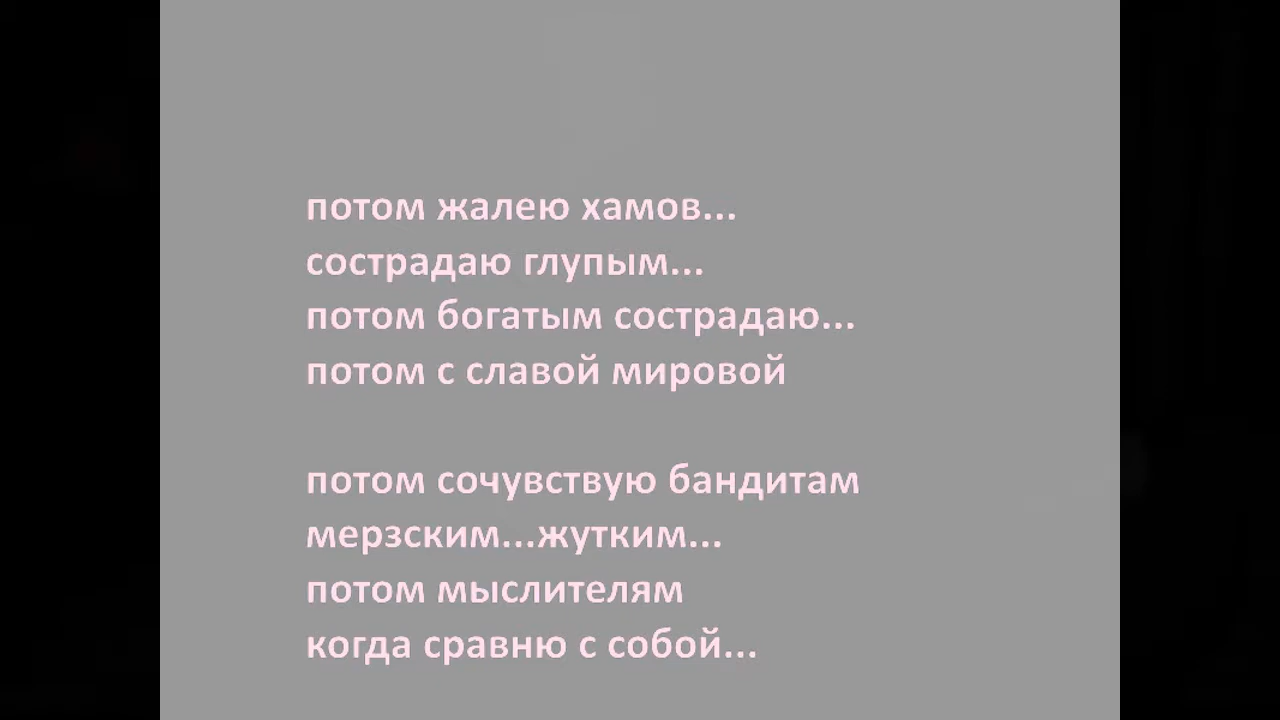 потом жалею хамов...
сострадаю глупым...
потом богатым сострадаю...
потом с славой мировой
потом сочувствую бандитам
мерзским...жутким...
потом мыслителям
когда сравню с собой...